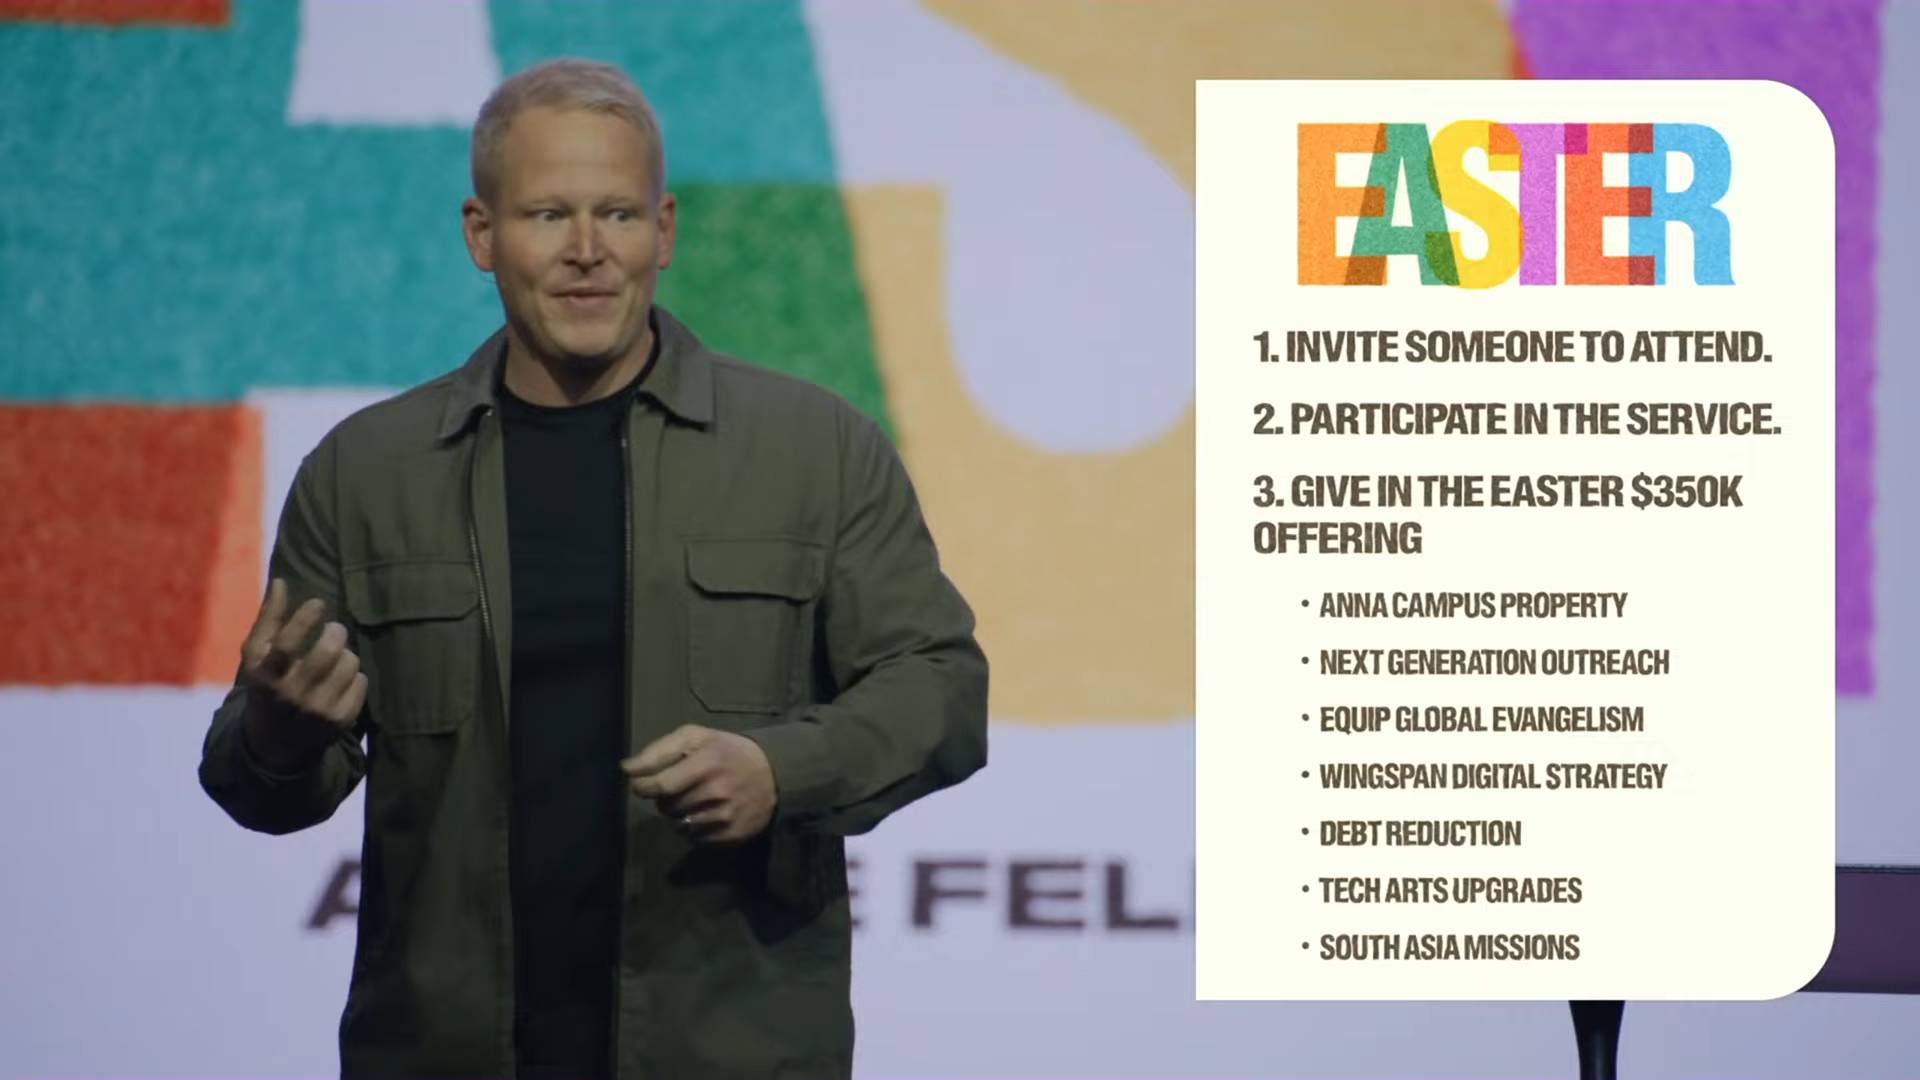 EASTER
1. INVITE SOMEONE TO ATTEND.
2. PARTICIPATE IN THE SERVICE.
3. GIVE IN THE EASTER $350K
OFFERING
• ANNA CAMPUS PROPERTY
• NEXT GENERATION OUTREACH
• EQUIP GLOBAL EVANGELISM
• WINGSPAN DIGITAL STRATEGY
• DEBT REDUCTION
• TECH ARTS UPGRADES
• SOUTH ASIA MISSIONS